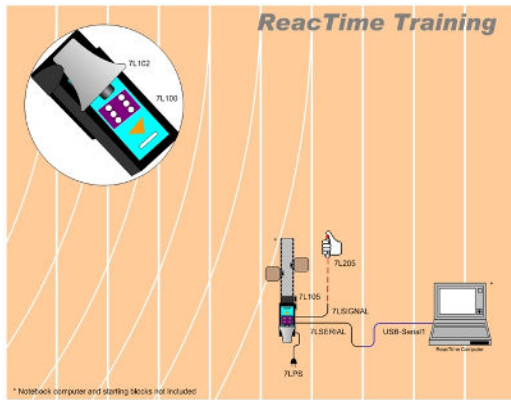 ReacTime Training
7L102
7L100
*
7L205
*
7L105
7LSIGNAL
7LSERIAL
USB-Serial1
ReacTime Computer
7LPS
* Notebook computer and starting blocks not included